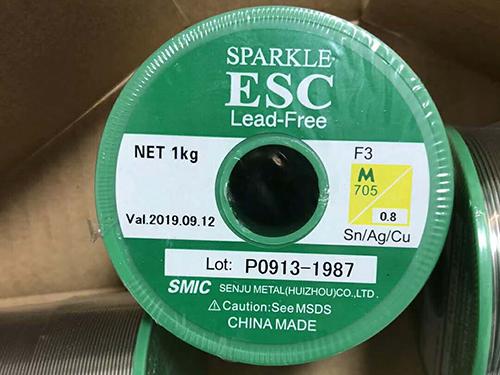 SPARKLE
ESC
Lead-Free
NET 1kg
F3
M
705
0.8
Val.2019.09.12
Sn/Ag/Cu
Lot: P0913-1987
SMIC SENJU METAL(HUIZHOU)CO.,LTD.
⚠Caution:See MSDS
CHINA MADE